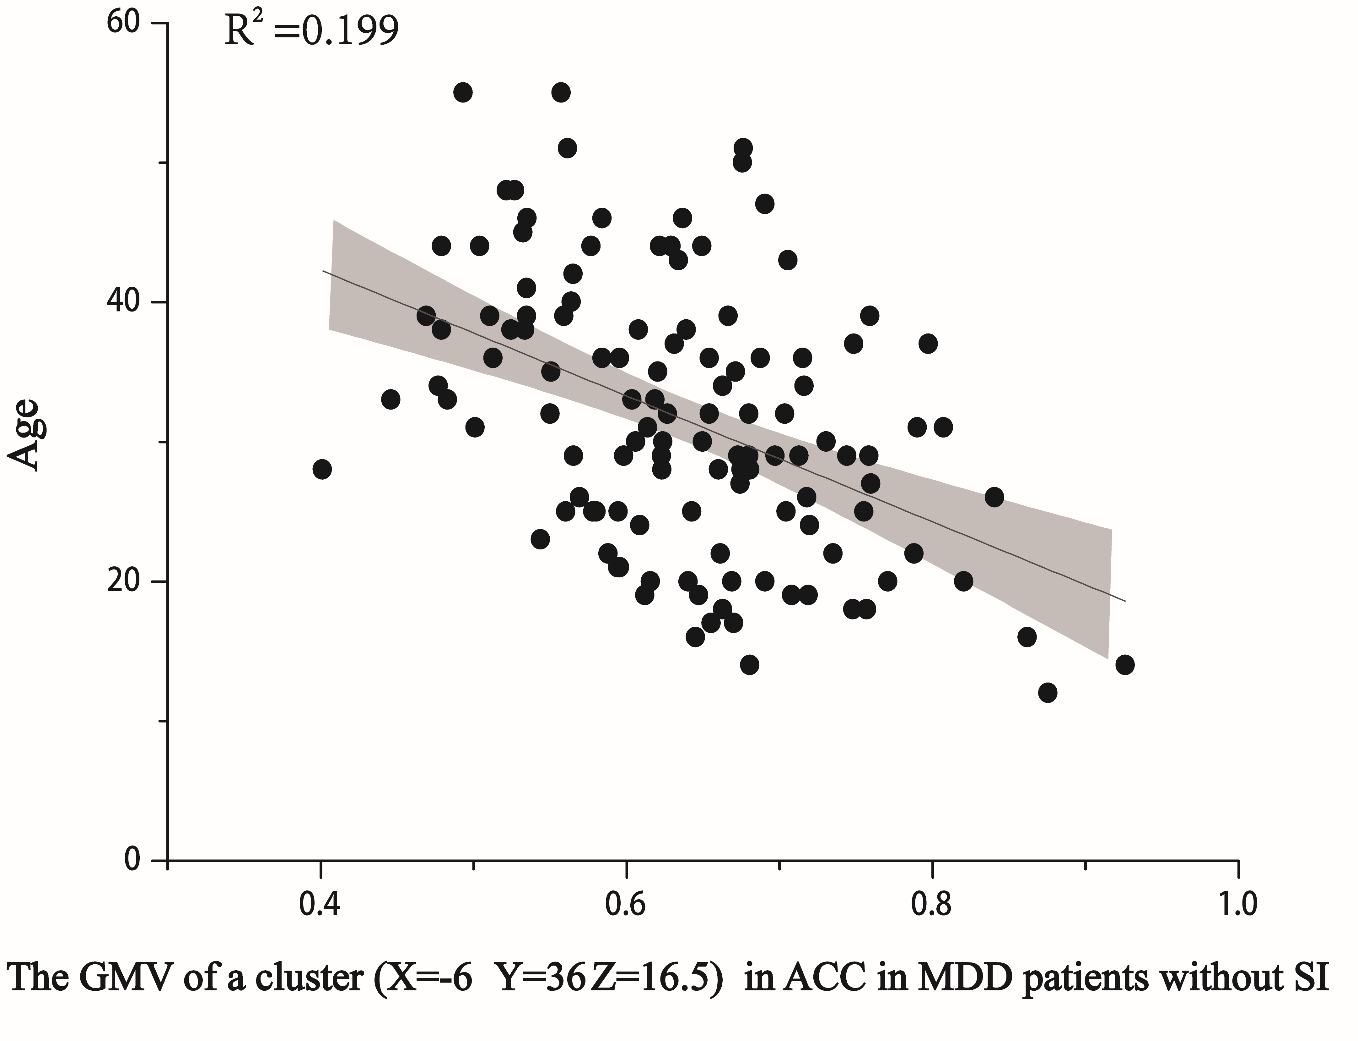 R² =0.199
60
40
20
0
Age
0.4 0.6 0.8 1.0
The GMV of a cluster (X=-6 Y=36 Z=16.5) in ACC in MDD patients without SI